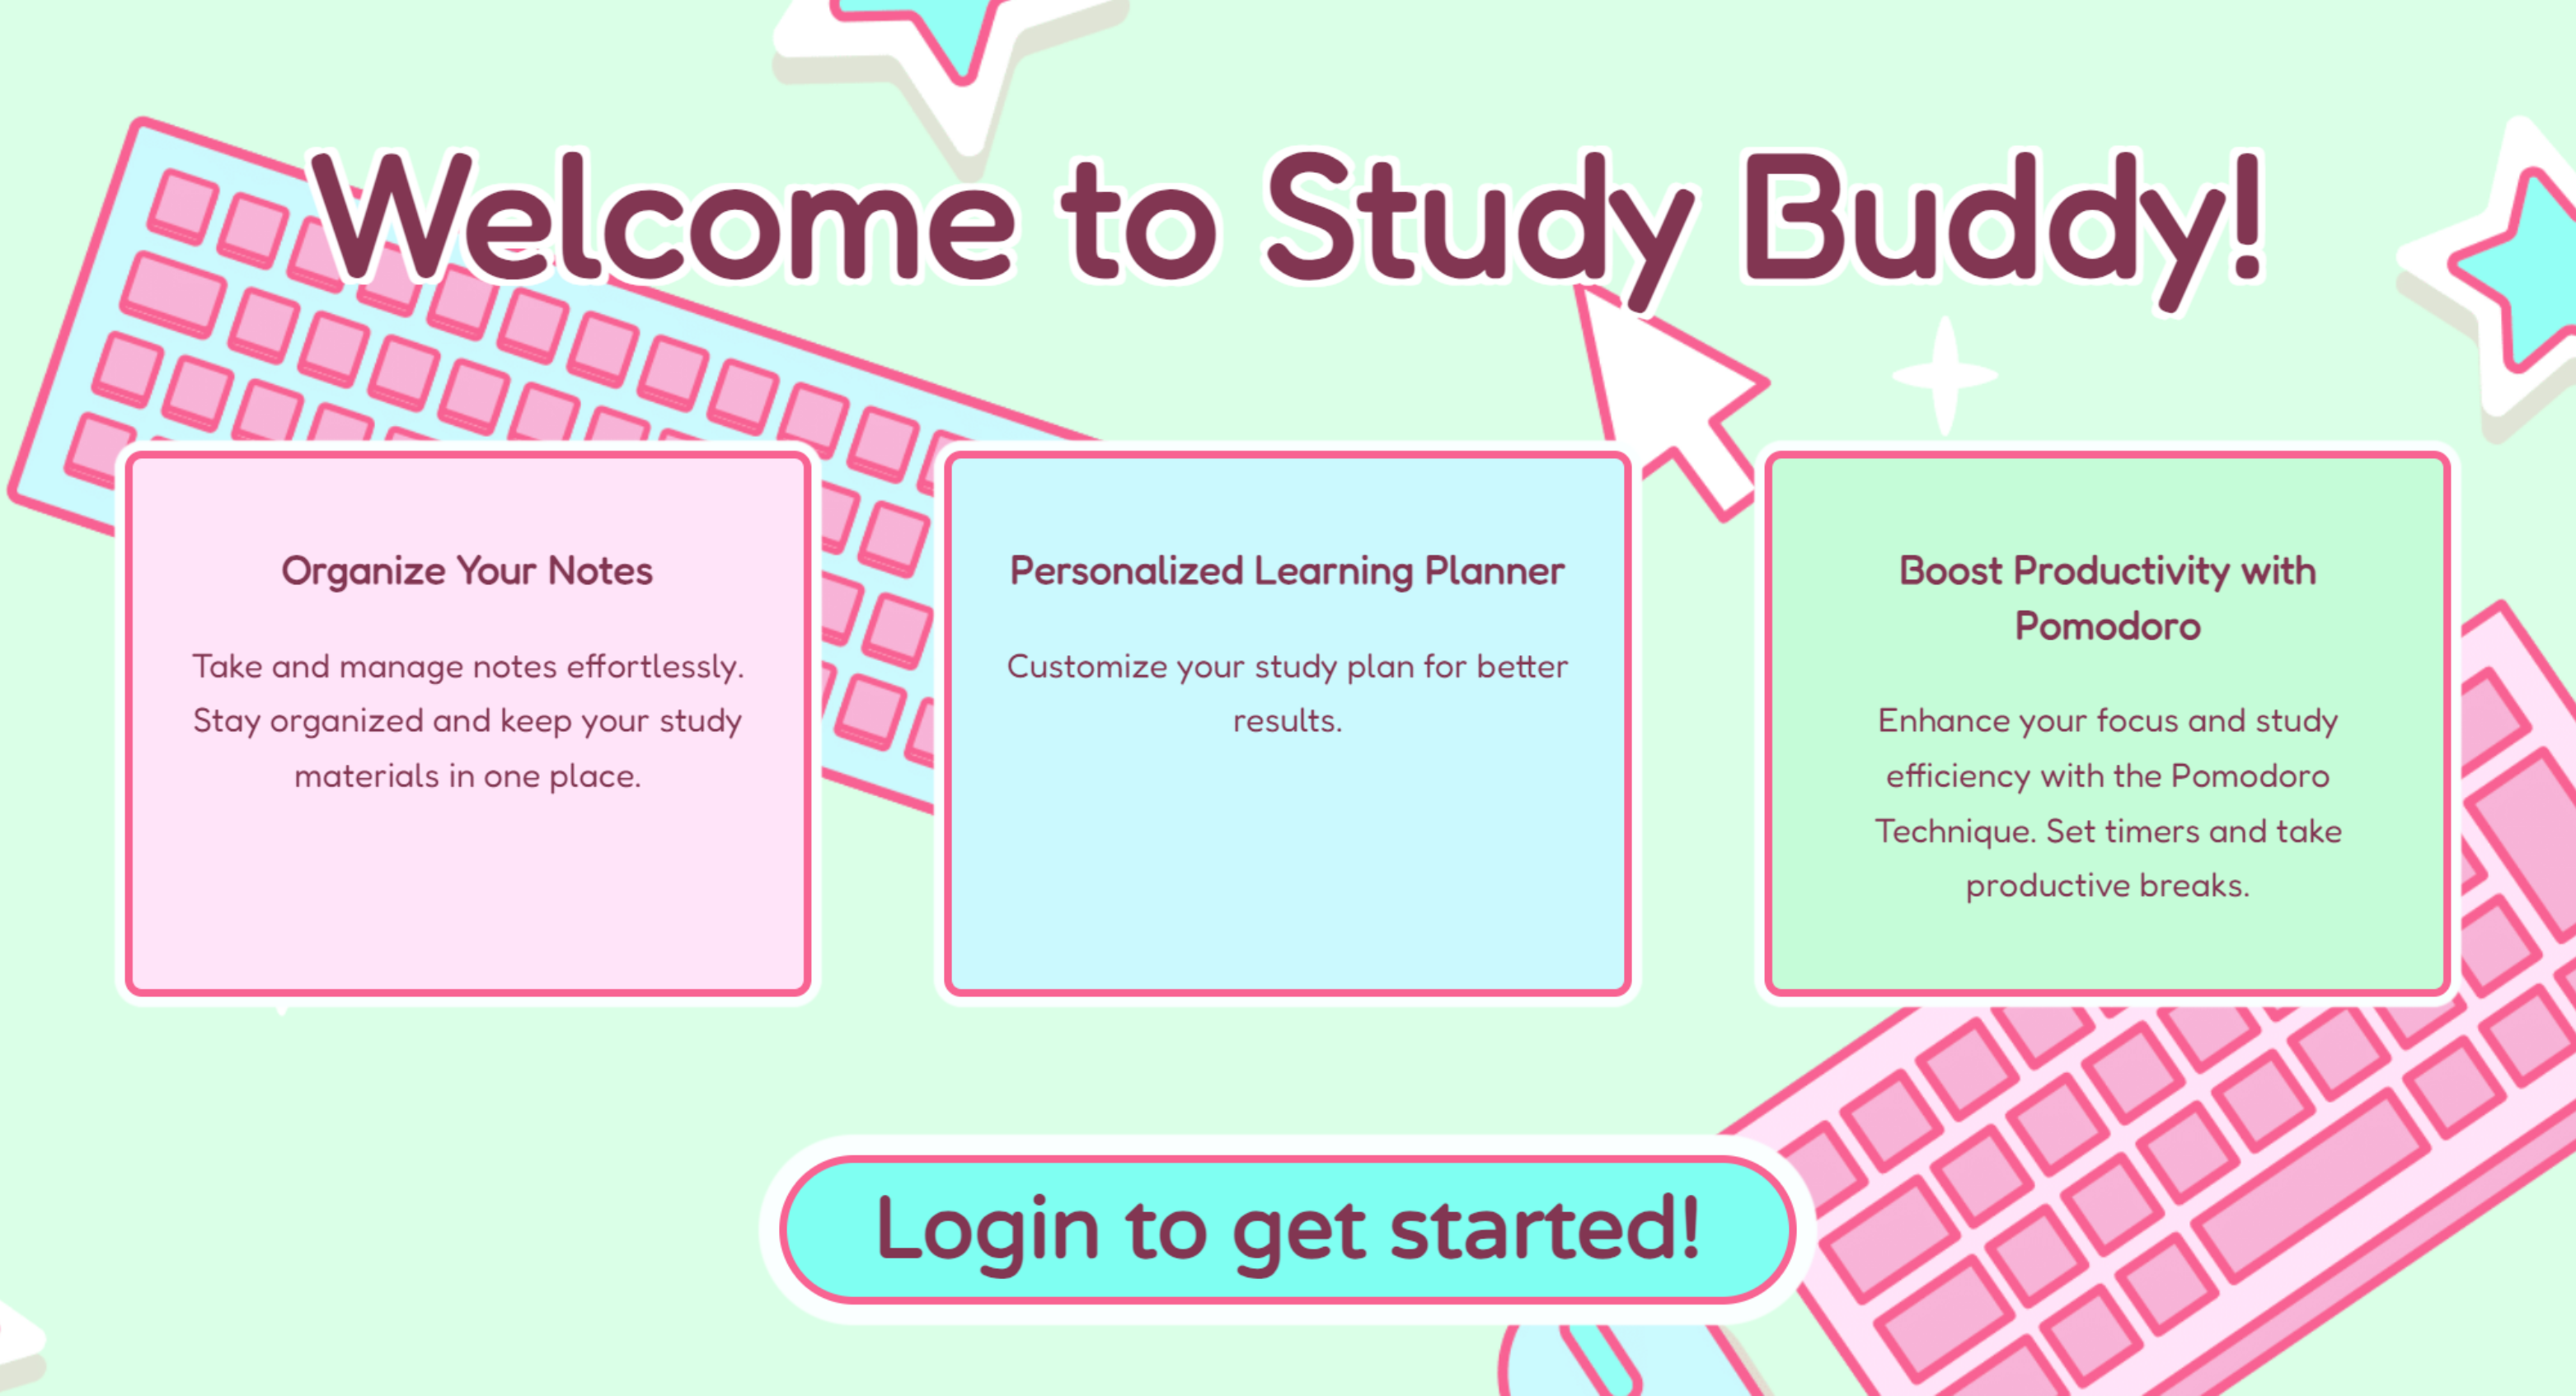 Welcome to Study Buddy!
Organize Your Notes
Take and manage notes effortlessly.
Stay organized and keep your study
materials in one place.
Personalized Learning Planner
Customize your study plan for better
results.
Boost Productivity with
Pomodoro
Enhance your focus and study
efficiency with the Pomodoro
Technique. Set timers and take
productive breaks.
Login to get started!